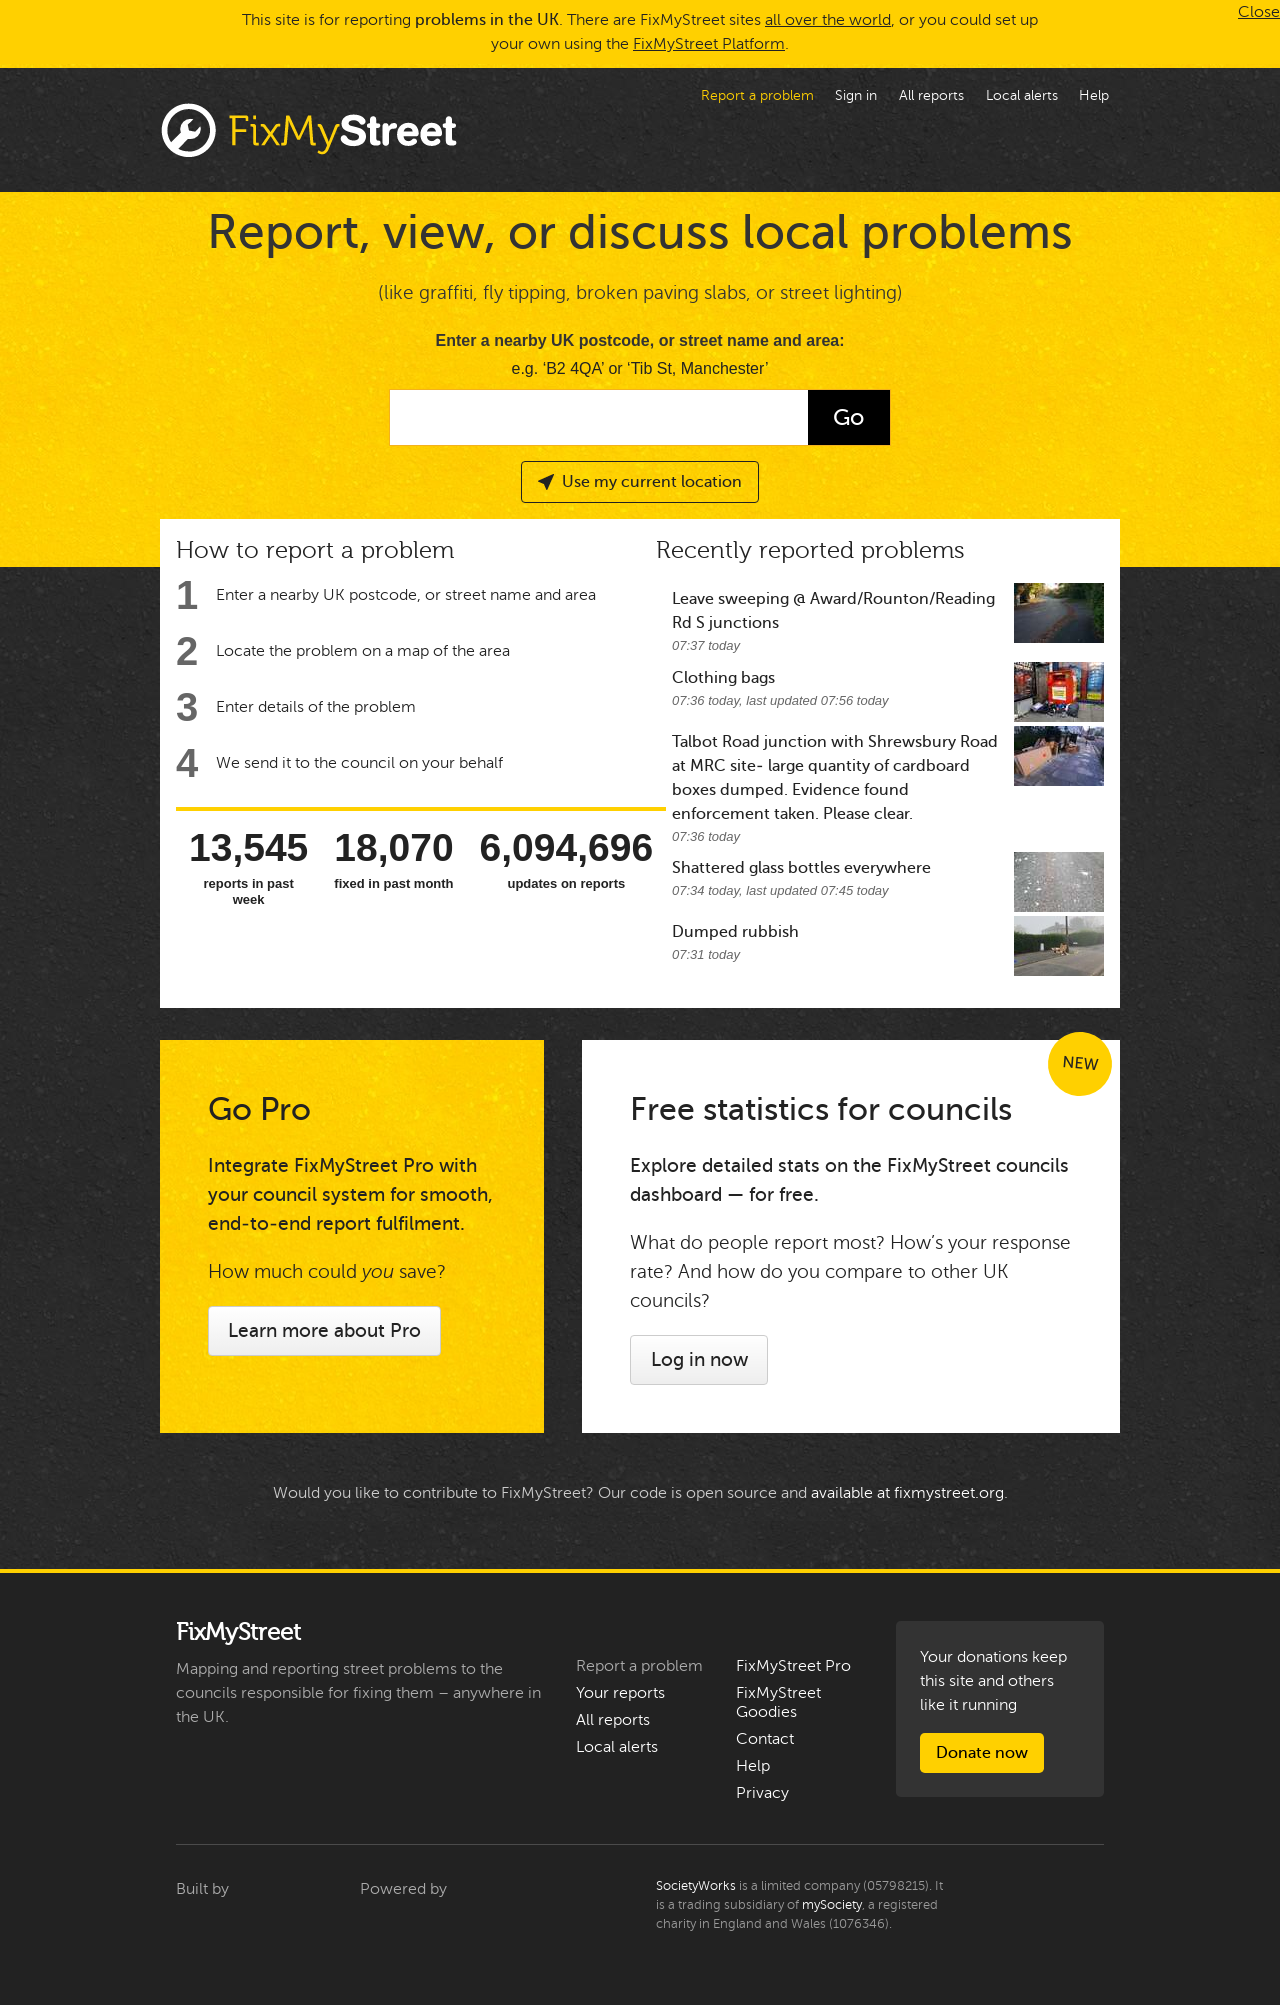 This site is for reporting problems in the UK. There are FixMyStreet sites all over the world, or you could set up
your own using the FixMyStreet Platform.
Close
Report a problem
Sign in
All reports
Local alerts
Help
FixMyStreet
Report, view, or discuss local problems
(like graffiti, fly tipping, broken paving slabs, or street lighting)
Enter a nearby UK postcode, or street name and area:
e.g. ‘B2 4QA’ or ‘Tib St, Manchester’
Go
Use my current location
How to report a problem
1 Enter a nearby UK postcode, or street name and area
2 Locate the problem on a map of the area
3 Enter details of the problem
4 We send it to the council on your behalf
13,545
reports in past
week
18,070
fixed in past month
6,094,696
updates on reports
Recently reported problems
Leave sweeping @ Award/Rounton/Reading
Rd S junctions
07:37 today
Clothing bags
07:36 today, last updated 07:56 today
Talbot Road junction with Shrewsbury Road
at MRC site- large quantity of cardboard
boxes dumped. Evidence found
enforcement taken. Please clear.
07:36 today
Shattered glass bottles everywhere
07:34 today, last updated 07:45 today
Dumped rubbish
07:31 today
Go Pro
Integrate FixMyStreet Pro with
your council system for smooth,
end-to-end report fulfilment.
How much could you save?
Learn more about Pro
NEW
Free statistics for councils
Explore detailed stats on the FixMyStreet councils
dashboard — for free.
What do people report most? How’s your response
rate? And how do you compare to other UK
councils?
Log in now
Would you like to contribute to FixMyStreet? Our code is open source and available at fixmystreet.org.
FixMyStreet
Mapping and reporting street problems to the
councils responsible for fixing them – anywhere in
the UK.
Report a problem
Your reports
All reports
Local alerts
FixMyStreet Pro
FixMyStreet
Goodies
Contact
Help
Privacy
Your donations keep
this site and others
like it running
Donate now
Built by
Powered by
SocietyWorks is a limited company (05798215). It
is a trading subsidiary of mySociety, a registered
charity in England and Wales (1076346).